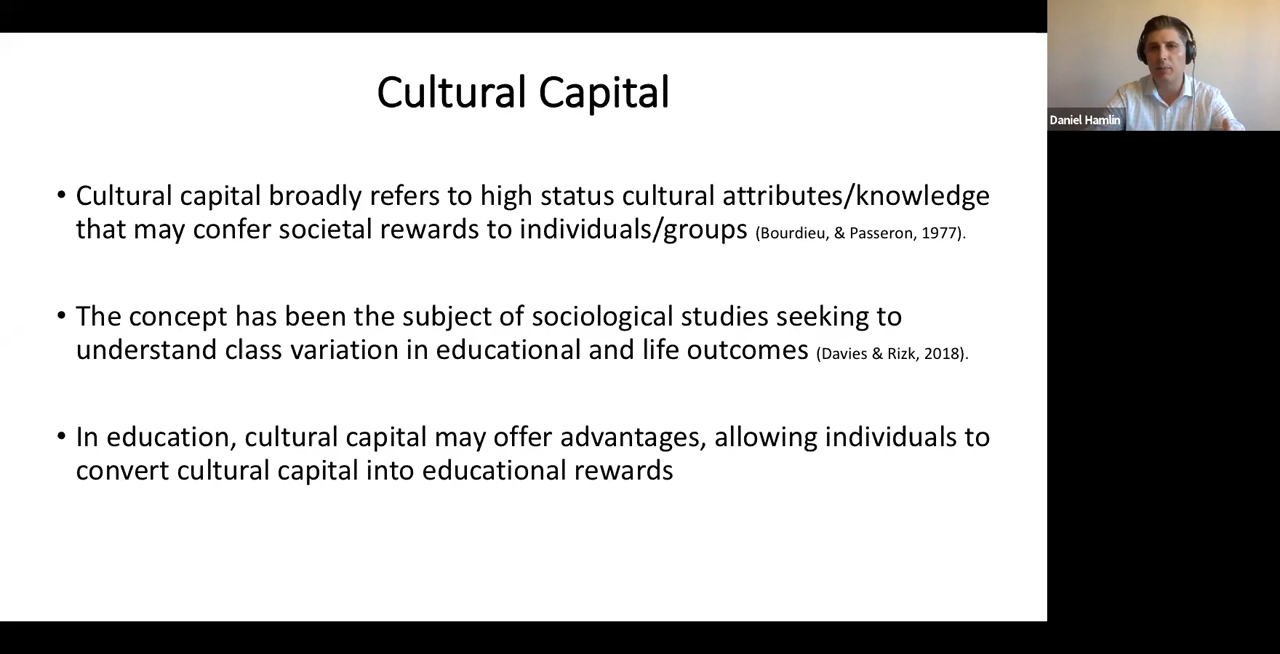 Cultural Capital
• Cultural capital broadly refers to high status cultural attributes/knowledge
that may confer societal rewards to individuals/groups (Bourdieu, & Passeron, 1977).
• The concept has been the subject of sociological studies seeking to
understand class variation in educational and life outcomes (Davies & Rizk, 2018).
• In education, cultural capital may offer advantages, allowing individuals to
convert cultural capital into educational rewards
Daniel Hamlin